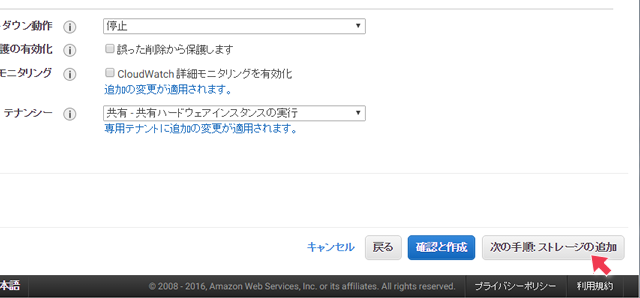 ダウン動作 停止
護の有効化 誤った削除から保護します
モニタリング CloudWatch 詳細モニタリングを有効化
追加の変更が適用されます。
テナンシー 共有 - 共有ハードウェアインスタンスの実行
専用テナントに追加の変更が適用されます。
キャンセル 戻る 確認と作成 次の手順: ストレージの追加
本語 © 2008 - 2016, Amazon Web Services, Inc. or its affiliates. All rights reserved. プライバシーポリシー 利用規約